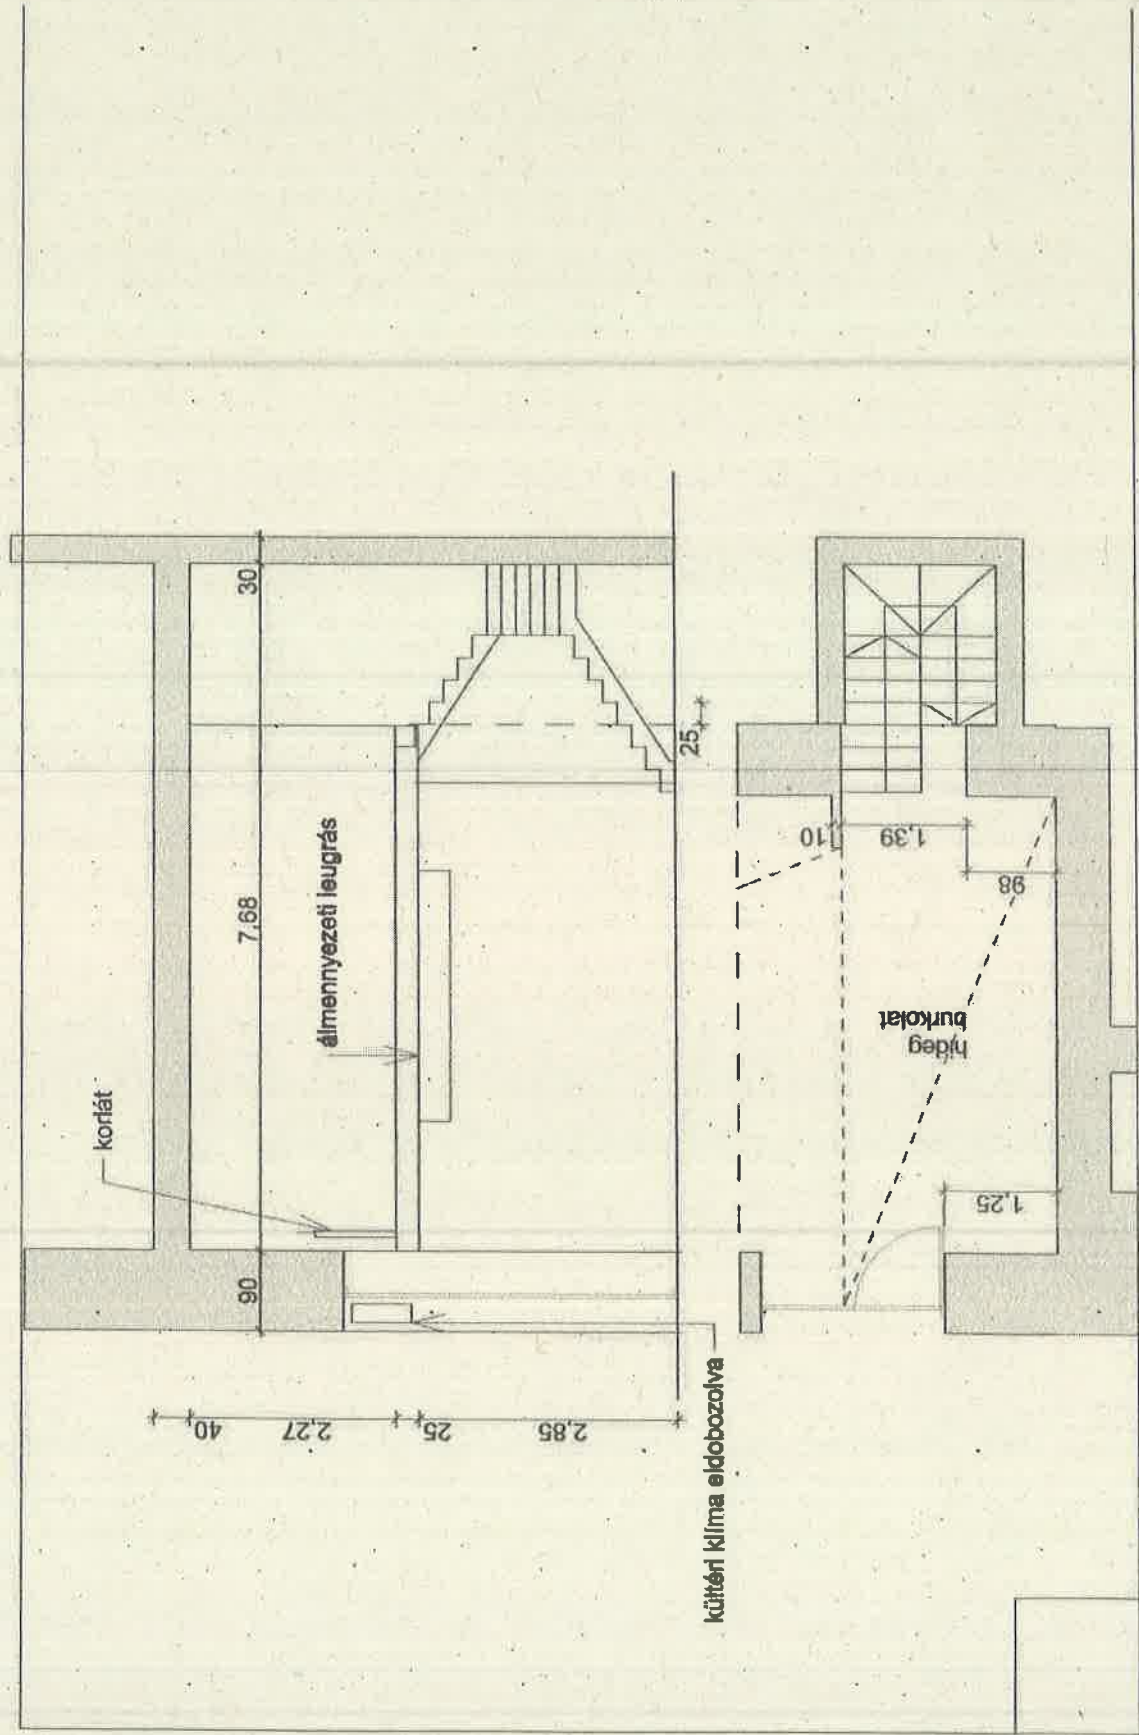 korlát
30
7,68
álmennyezeti leugrás
90
40
2,27
25
2,85
25
kültéri klíma eldobozolva
10
1,39
98
hideg
burkolat
1,25